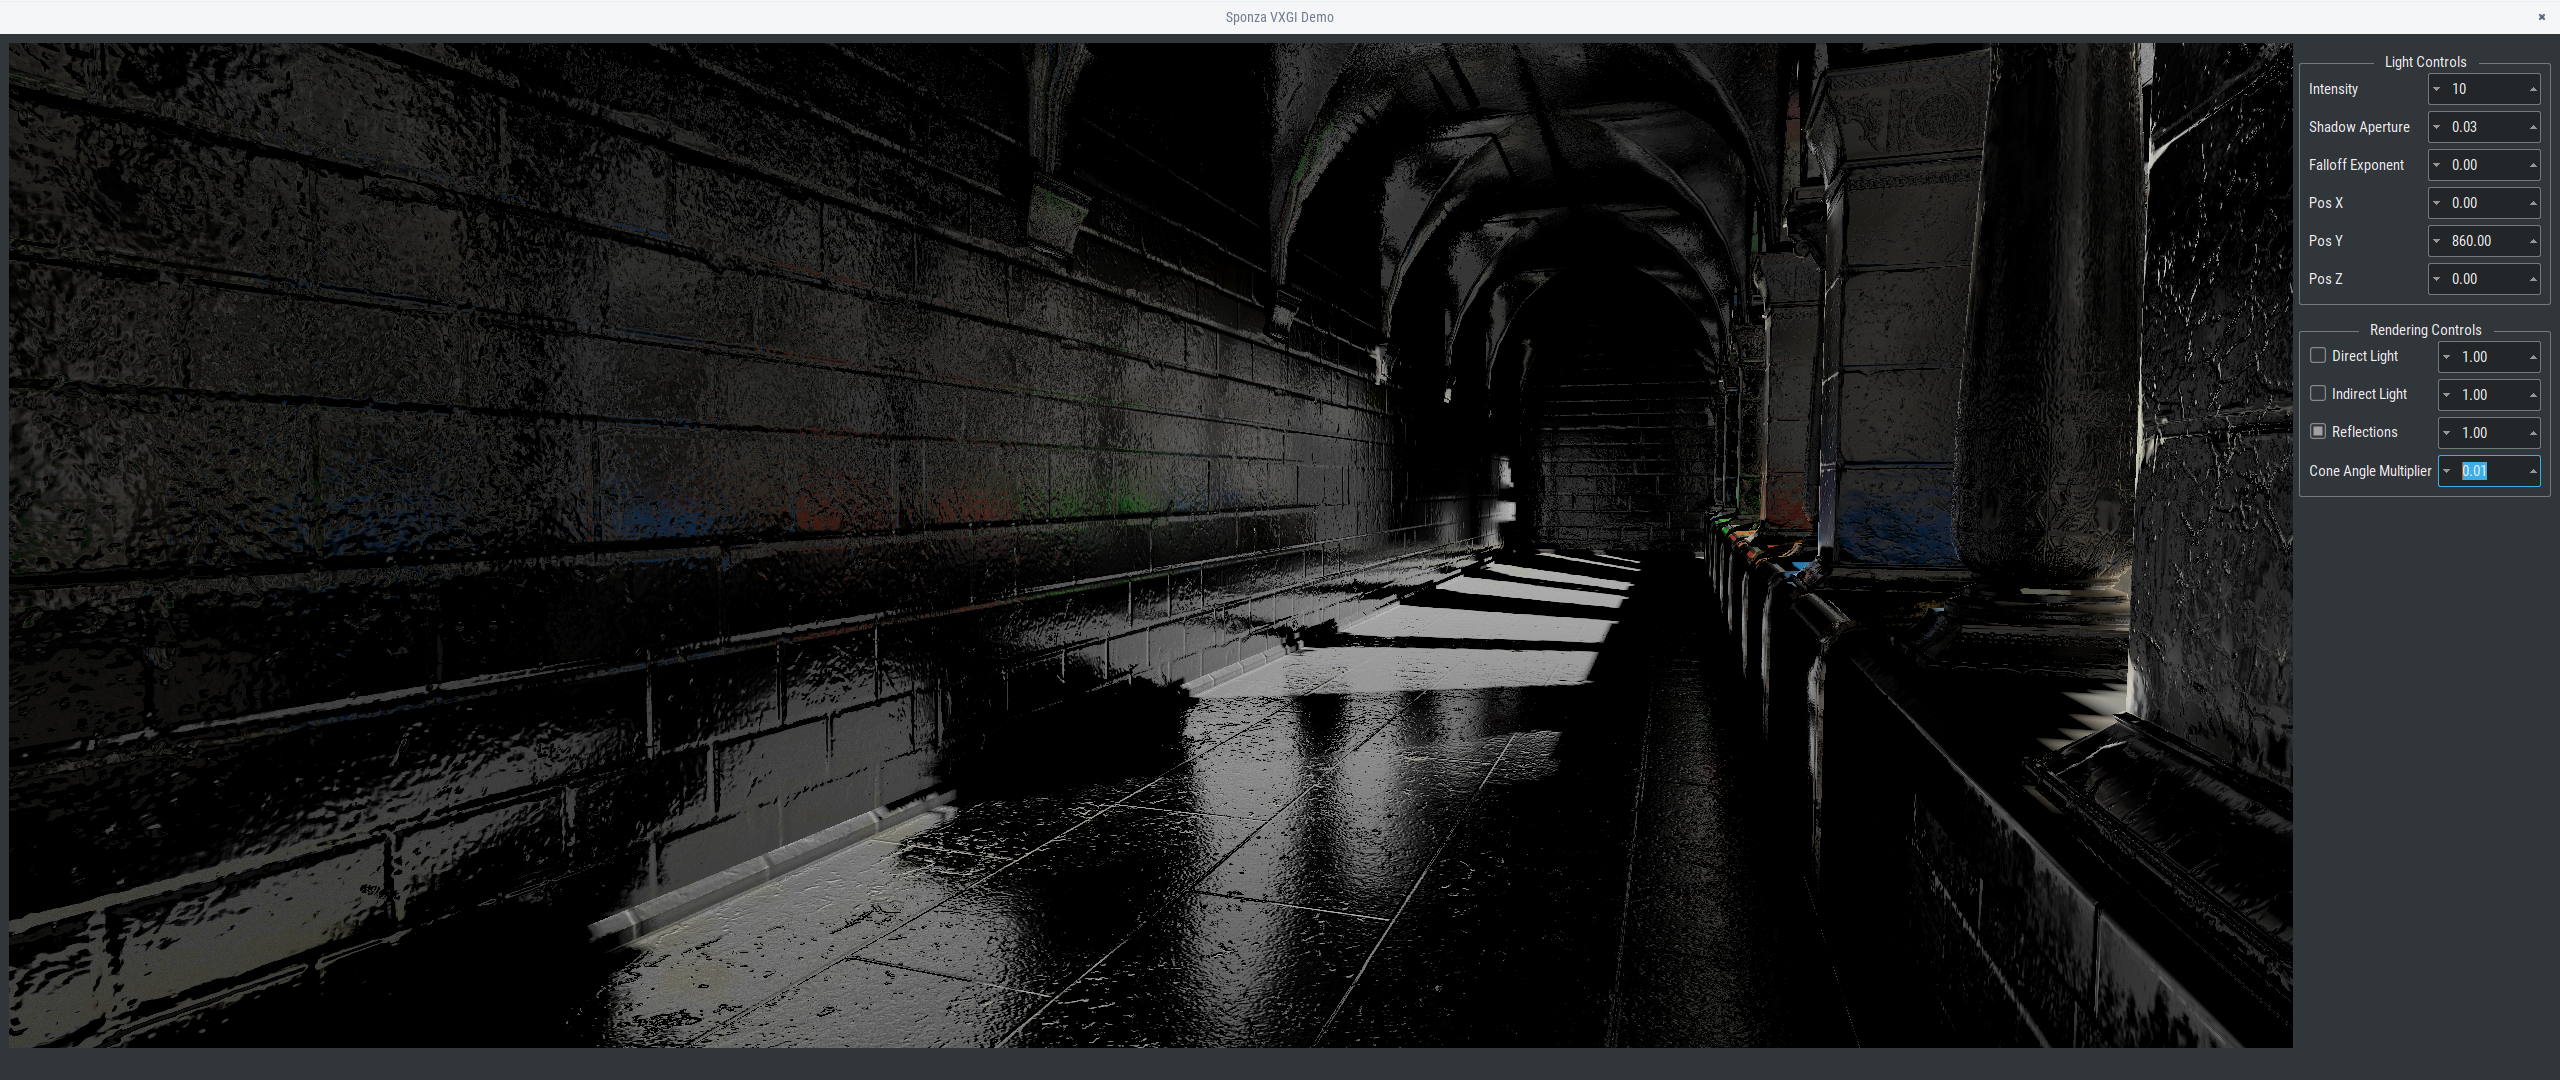 Sponza VXGI Demo
Light Controls
Intensity 10
Shadow Aperture 0.03
Falloff Exponent 0.00
Pos X 0.00
Pos Y 860.00
Pos Z 0.00
Rendering Controls
Direct Light 1.00
Indirect Light 1.00
Reflections 1.00
Cone Angle Multiplier 0.01